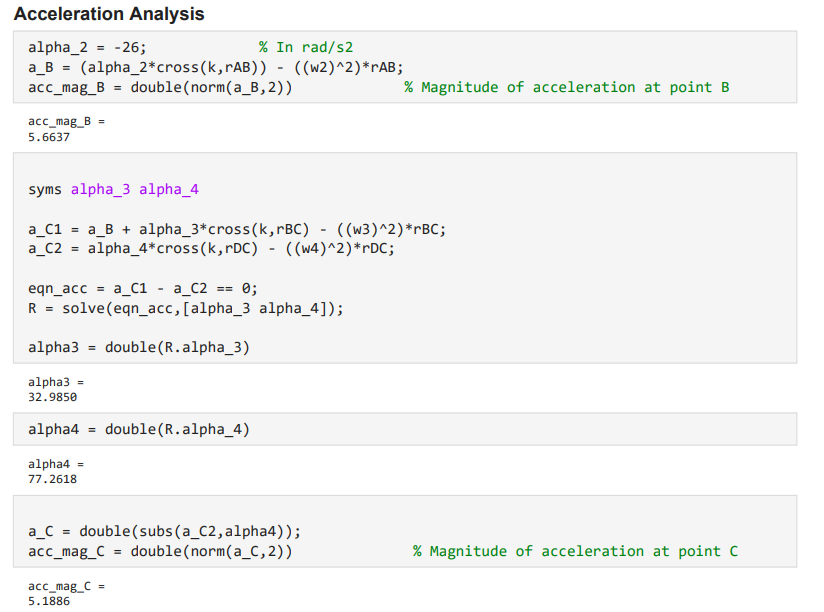 Acceleration Analysis
alpha_2 = -26; % In rad/s2
a_B = (alpha_2*cross(k,rAB)) - ((w2)^2)*rAB;
acc_mag_B = double(norm(a_B,2)) % Magnitude of acceleration at point B
acc_mag_B =
5.6637
syms alpha_3 alpha_4
a_C1 = a_B + alpha_3*cross(k,rBC) - ((w3)^2)*rBC;
a_C2 = alpha_4*cross(k,rDC) - ((w4)^2)*rDC;
eqn_acc = a_C1 - a_C2 == 0;
R = solve(eqn_acc,[alpha_3 alpha_4]);
alpha3 = double(R.alpha_3)
alpha3 =
32.9850
alpha4 = double(R.alpha_4)
alpha4 =
77.2618
a_C = double(subs(a_C2,alpha4));
acc_mag_C = double(norm(a_C,2)) % Magnitude of acceleration at point C
acc_mag_C =
5.1886